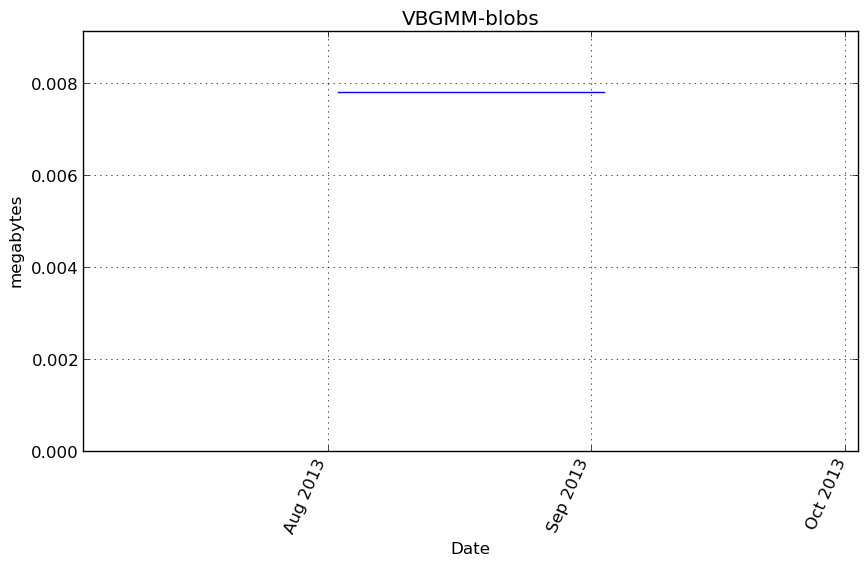 VBGMM-blobs
0.008
0.006
0.004
0.002
0.000
megabytes
Aug 2013
Sep 2013
Oct 2013
Date